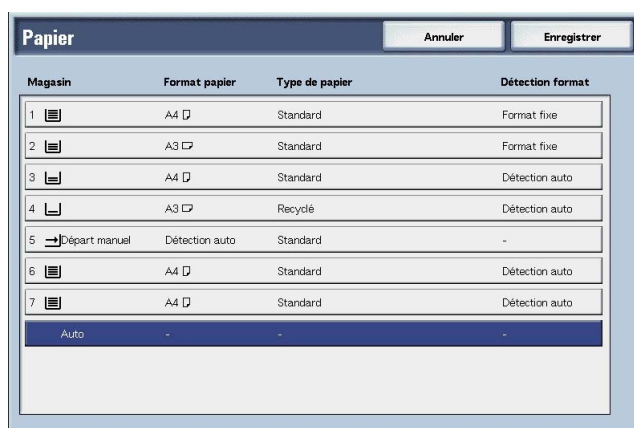 Papier Annuler Enregistrer
Magasin Format papier Type de papier Détection format
1 A4 Standard Format fixe
2 A3 Standard Format fixe
3 A4 Standard Détection auto
4 A3 Recyclé Détection auto
5 Départ manuel Détection auto Standard -
6 A4 Standard Détection auto
7 A4 Standard Détection auto
Auto - - -